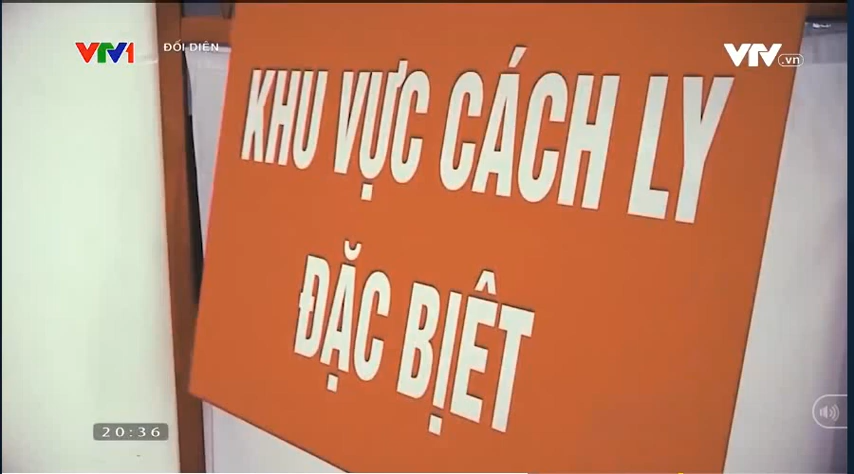 VTV1 ĐỐI DIỆN
VTV.vn
KHU VỰC CÁCH LY
ĐẶC BIỆT
20:36